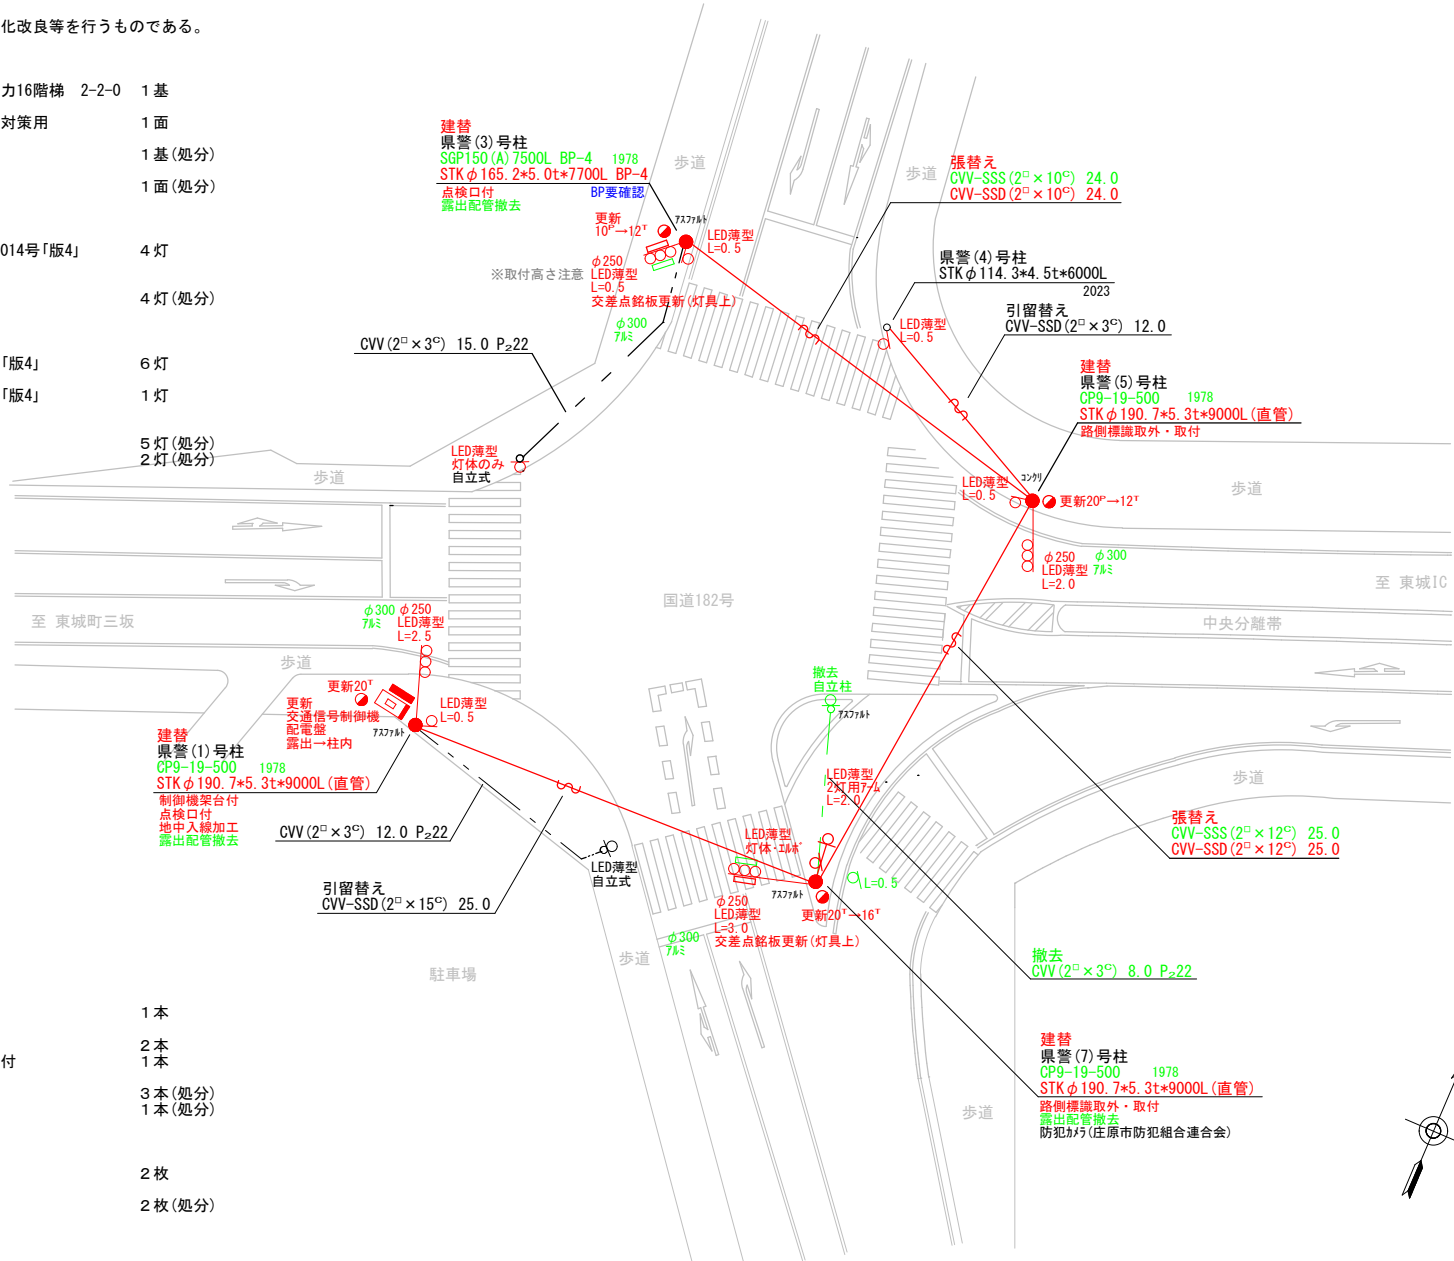 化改良等を行うものである。
力16階梯 2-2-0 1基
対策用 1面
1基(処分)
1面(処分)
014号「版4」 4灯
4灯(処分)
「版4」 6灯
「版4」 1灯
5灯(処分)
2灯(処分)
1本
2本
付 1本
3本(処分)
1本(処分)
2枚
2枚(処分)
建替
県警(3)号柱
SGP150(A)7500L BP-4 1978
STKφ165.2*5.0t*7700L BP-4
点検口付
BP要確認
露出配管撤去
歩道
更新
10ᴾ→12ᵀ
アスファルト
LED薄型
L=0.5
※取付高さ注意
φ250
LED薄型
L=0.5
交差点銘板更新(灯具上)
φ300
アルミ
CVV(2□×3C) 15.0 P₂22
LED薄型
灯体のみ
自立式
歩道
張替え
CVV-SSS(2□×10C) 24.0
CVV-SSD(2□×10C) 24.0
歩道
県警(4)号柱
STKφ114.3*4.5t*6000L
2023
LED薄型
L=0.5
引留替え
CVV-SSD(2□×3C) 12.0
建替
県警(5)号柱
CP9-19-500 1978
STKφ190.7*5.3t*9000L(直管)
路側標識取外・取付
コンクリ
LED薄型
L=0.5
更新20ᴾ→12ᵀ
歩道
φ250
LED薄型
L=2.0
φ300
アルミ
至 東城IC
中央分離帯
国道182号
至 東城町三坂
φ300
アルミ
φ250
LED薄型
L=2.5
歩道
更新20ᵀ
更新
交通信号制御機
配電盤
露出→柱内
LED薄型
L=0.5
アスファルト
建替
県警(1)号柱
CP9-19-500 1978
STKφ190.7*5.3t*9000L(直管)
制御機架台付
点検口付
地中入線加工
露出配管撤去
CVV(2□×3C) 12.0 P₂22
引留替え
CVV-SSD(2□×15C) 25.0
LED薄型
自立式
撤去
自立柱
アスファルト
LED薄型
2灯用アーム
L=2.0
LED薄型
灯体・エルボ
L=0.5
アスファルト
φ250
LED薄型
L=3.0
更新20ᵀ→16ᵀ
交差点銘板更新(灯具上)
φ300
アルミ
歩道
駐車場
歩道
張替え
CVV-SSS(2□×12C) 25.0
CVV-SSD(2□×12C) 25.0
撤去
CVV(2□×3C) 8.0 P₂22
建替
県警(7)号柱
CP9-19-500 1978
STKφ190.7*5.3t*9000L(直管)
路側標識取外・取付
露出配管撤去
防犯カメラ(庄原市防犯組合連合会)
歩道